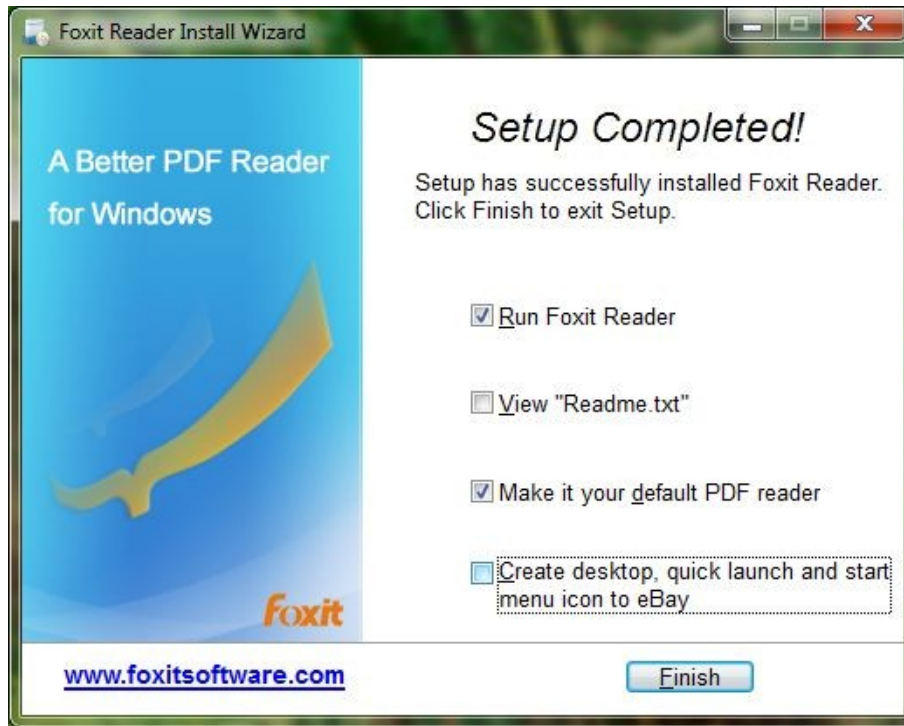 Foxit Reader Install Wizard
A Better PDF Reader
for Windows
Foxit
Setup Completed!
Setup has successfully installed Foxit Reader.
Click Finish to exit Setup.
Run Foxit Reader
View "Readme.txt"
Make it your default PDF reader
Create desktop, quick launch and start
menu icon to eBay
www.foxitsoftware.com
Finish